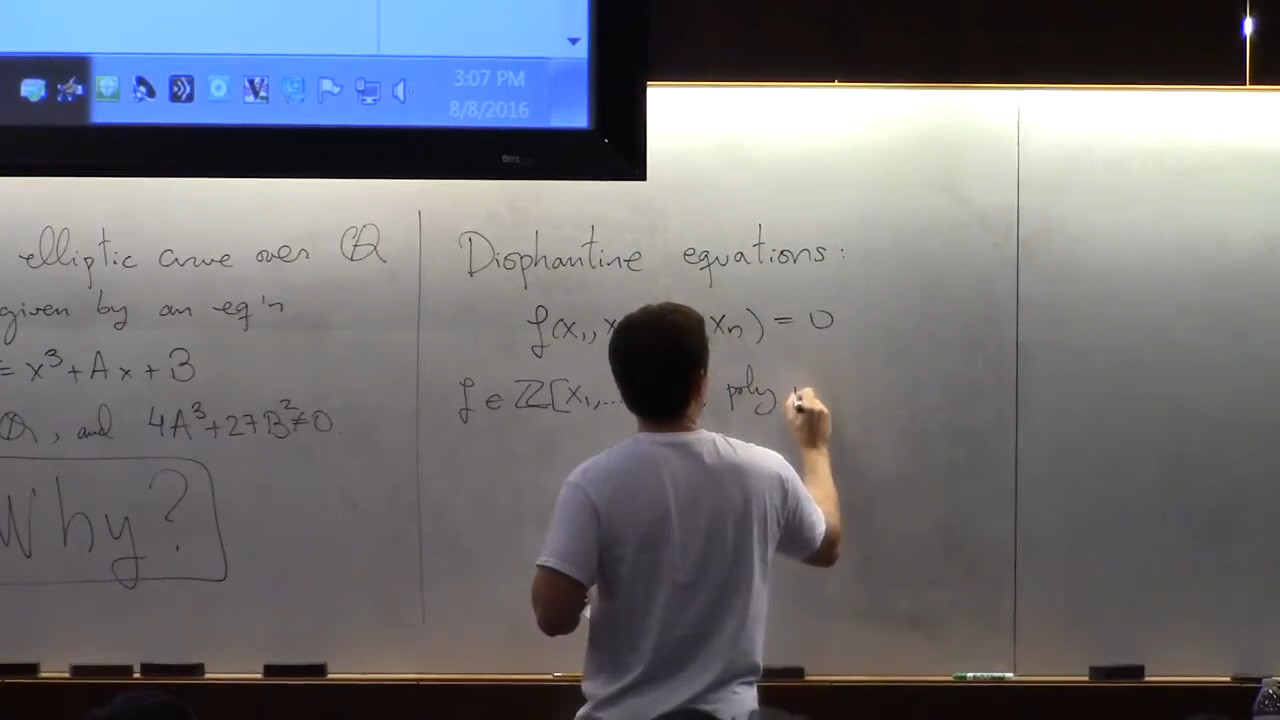 3:07 PM
8/8/2016
elliptic curve over ℚ
given by an eq'n
= x³+Ax+B
ℚ, and 4A³+27B²≠0.
Why?
Diophantine equations:
f(x₁, x xₙ) = 0
f ∈ ℤ[x₁,... poly